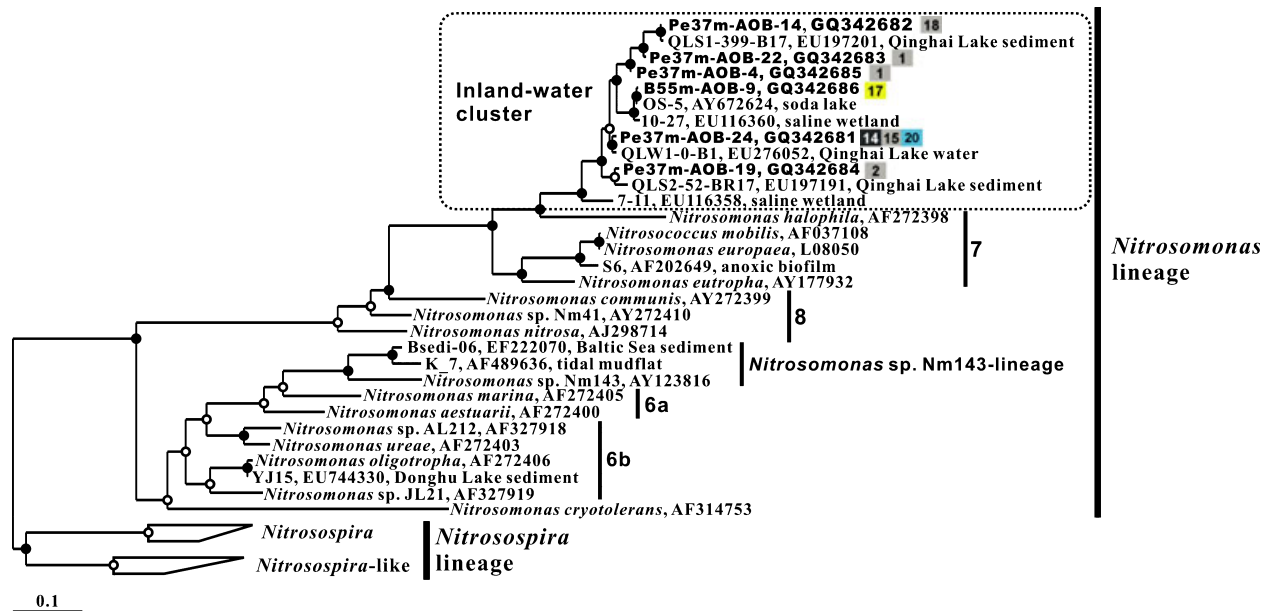 Pe37m-AOB-14, GQ342682 18
QLS1-399-B17, EU197201, Qinghai Lake sediment
Pe37m-AOB-22, GQ342683 1
Pe37m-AOB-4, GQ342685 1
B55m-AOB-9, GQ342686 17
OS-5, AY672624, soda lake
10-27, EU116360, saline wetland
Pe37m-AOB-24, GQ342681 14 15 20
QLW1-0-B1, EU276052, Qinghai Lake water
Pe37m-AOB-19, GQ342684 2
QLS2-52-BR17, EU197191, Qinghai Lake sediment
7-11, EU116358, saline wetland
Inland-water
cluster
Nitrosomonas halophila, AF272398
Nitrosococcus mobilis, AF037108
Nitrosomonas europaea, L08050
S6, AF202649, anoxic biofilm
Nitrosomonas eutropha, AY177932
7
Nitrosomonas
lineage
Nitrosomonas communis, AY272399
Nitrosomonas sp. Nm41, AY272410
Nitrosomonas nitrosa, AJ298714
8
Bsedi-06, EF222070, Baltic Sea sediment
K_7, AF489636, tidal mudflat
Nitrosomonas sp. Nm143, AY123816
Nitrosomonas sp. Nm143-lineage
Nitrosomonas marina, AF272405
Nitrosomonas aestuarii, AF272400
6a
Nitrosomonas sp. AL212, AF327918
Nitrosomonas ureae, AF272403
Nitrosomonas oligotropha, AF272406
YJ15, EU744330, Donghu Lake sediment
Nitrosomonas sp. JL21, AF327919
6b
Nitrosomonas cryotolerans, AF314753
Nitrosospira
Nitrosospira-like
Nitrosospira
lineage
0.1